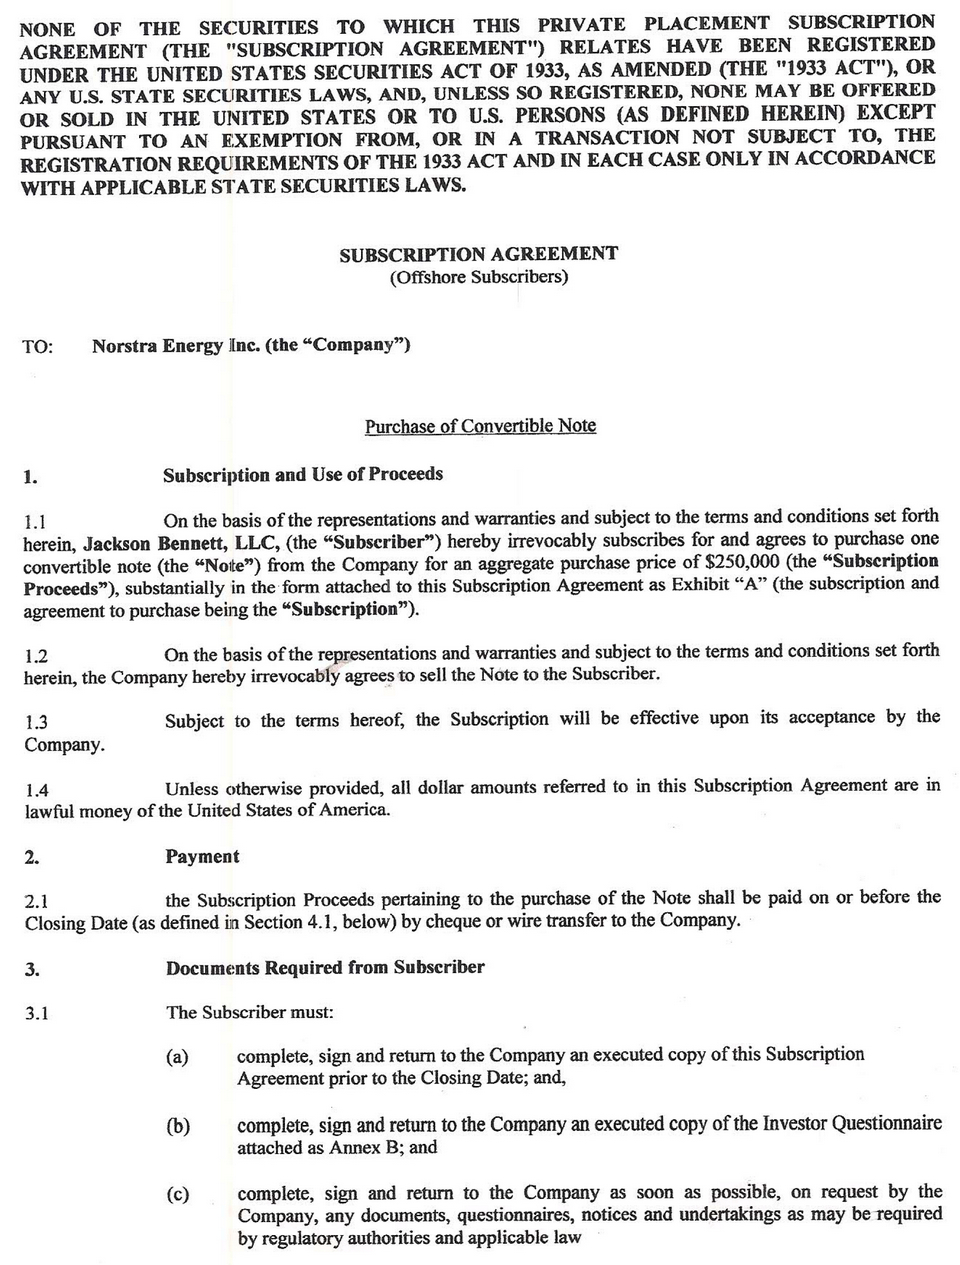 NONE OF THE SECURITIES TO WHICH THIS PRIVATE PLACEMENT SUBSCRIPTION
AGREEMENT (THE "SUBSCRIPTION AGREEMENT") RELATES HAVE BEEN REGISTERED
UNDER THE UNITED STATES SECURITIES ACT OF 1933, AS AMENDED (THE "1933 ACT"), OR
ANY U.S. STATE SECURITIES LAWS, AND, UNLESS SO REGISTERED, NONE MAY BE OFFERED
OR SOLD IN THE UNITED STATES OR TO U.S. PERSONS (AS DEFINED HEREIN) EXCEPT
PURSUANT TO AN EXEMPTION FROM, OR IN A TRANSACTION NOT SUBJECT TO, THE
REGISTRATION REQUIREMENTS OF THE 1933 ACT AND IN EACH CASE ONLY IN ACCORDANCE
WITH APPLICABLE STATE SECURITIES LAWS.
SUBSCRIPTION AGREEMENT
(Offshore Subscribers)
TO: Norstra Energy Inc. (the “Company”)
Purchase of Convertible Note
1. Subscription and Use of Proceeds
1.1 On the basis of the representations and warranties and subject to the terms and conditions set forth
herein, Jackson Bennett, LLC, (the “Subscriber”) hereby irrevocably subscribes for and agrees to purchase one
convertible note (the “Note”) from the Company for an aggregate purchase price of $250,000 (the “Subscription
Proceeds”), substantially in the form attached to this Subscription Agreement as Exhibit “A” (the subscription and
agreement to purchase being the “Subscription”).
1.2 On the basis of the representations and warranties and subject to the terms and conditions set forth
herein, the Company hereby irrevocably agrees to sell the Note to the Subscriber.
1.3 Subject to the terms hereof, the Subscription will be effective upon its acceptance by the
Company.
1.4 Unless otherwise provided, all dollar amounts referred to in this Subscription Agreement are in
lawful money of the United States of America.
2. Payment
2.1 the Subscription Proceeds pertaining to the purchase of the Note shall be paid on or before the
Closing Date (as defined in Section 4.1, below) by cheque or wire transfer to the Company.
3. Documents Required from Subscriber
3.1 The Subscriber must:
(a) complete, sign and return to the Company an executed copy of this Subscription
Agreement prior to the Closing Date; and,
(b) complete, sign and return to the Company an executed copy of the Investor Questionnaire
attached as Annex B; and
(c) complete, sign and return to the Company as soon as possible, on request by the
Company, any documents, questionnaires, notices and undertakings as may be required
by regulatory authorities and applicable law